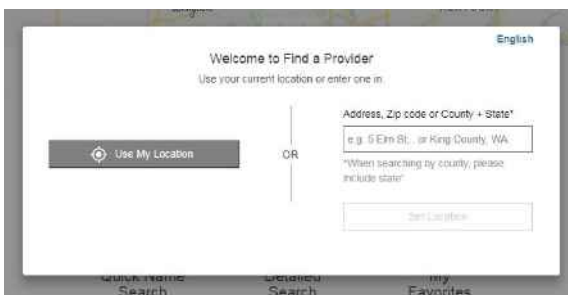 English
Welcome to Find a Provider
Use your current location or enter one in.
Address, Zip code or County + State*
Use My Location
OR
e.g. 5 Elm St, . or King County, WA
*When searching by county, please
include state*
Set Location
Quick Name
Search
Detailed
Search
My
Favorites